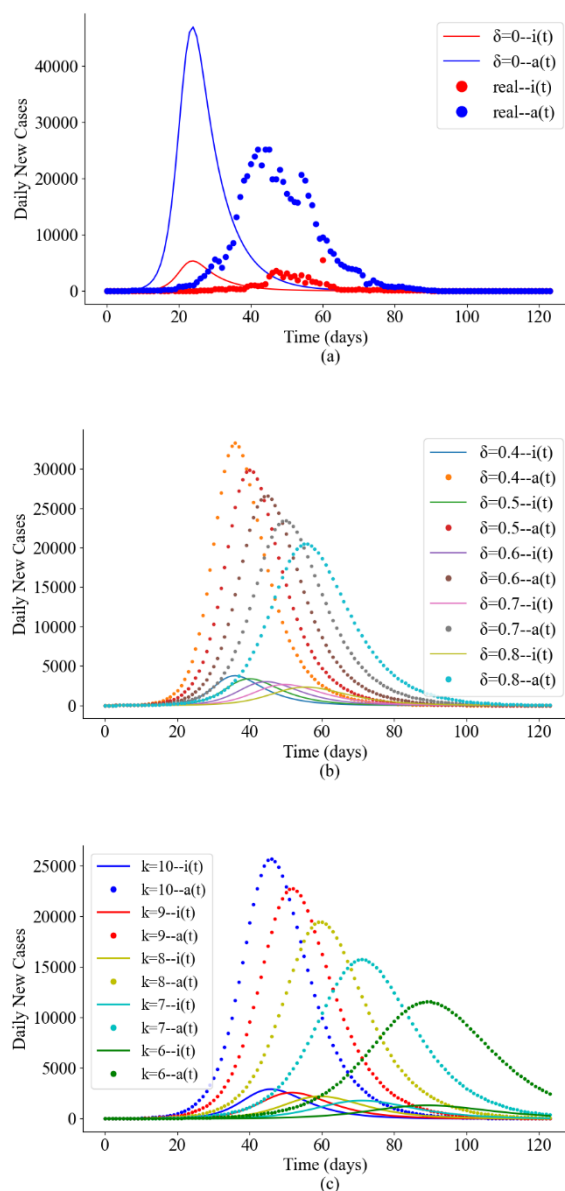 δ=0--i(t)
δ=0--a(t)
real--i(t)
real--a(t)
Daily New Cases
40000
30000
20000
10000
0
0 20 40 60 80 100 120
Time (days)
(a)
δ=0.4--i(t)
δ=0.4--a(t)
δ=0.5--i(t)
δ=0.5--a(t)
δ=0.6--i(t)
δ=0.6--a(t)
δ=0.7--i(t)
δ=0.7--a(t)
δ=0.8--i(t)
δ=0.8--a(t)
Daily New Cases
30000
25000
20000
15000
10000
5000
0
0 20 40 60 80 100 120
Time (days)
(b)
k=10--i(t)
k=10--a(t)
k=9--i(t)
k=9--a(t)
k=8--i(t)
k=8--a(t)
k=7--i(t)
k=7--a(t)
k=6--i(t)
k=6--a(t)
Daily New Cases
25000
20000
15000
10000
5000
0
0 20 40 60 80 100 120
Time (days)
(c)